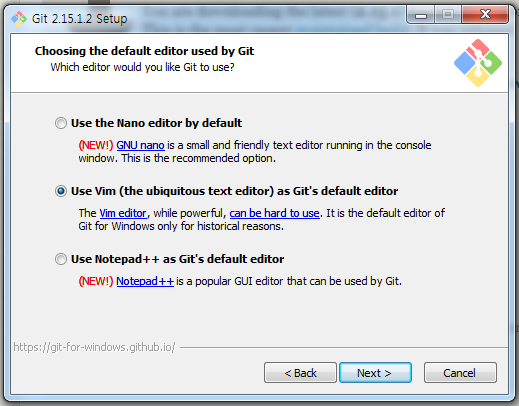 Git 2.15.1.2 Setup
Choosing the default editor used by Git
Which editor would you like Git to use?
Use the Nano editor by default
(NEW!) GNU nano is a small and friendly text editor running in the console
window. This is the recommended option.
Use Vim (the ubiquitous text editor) as Git's default editor
The Vim editor, while powerful, can be hard to use. It is the default editor of
Git for Windows only for historical reasons.
Use Notepad++ as Git's default editor
(NEW!) Notepad++ is a popular GUI editor that can be used by Git.
https://git-for-windows.github.io/
< Back
Next >
Cancel